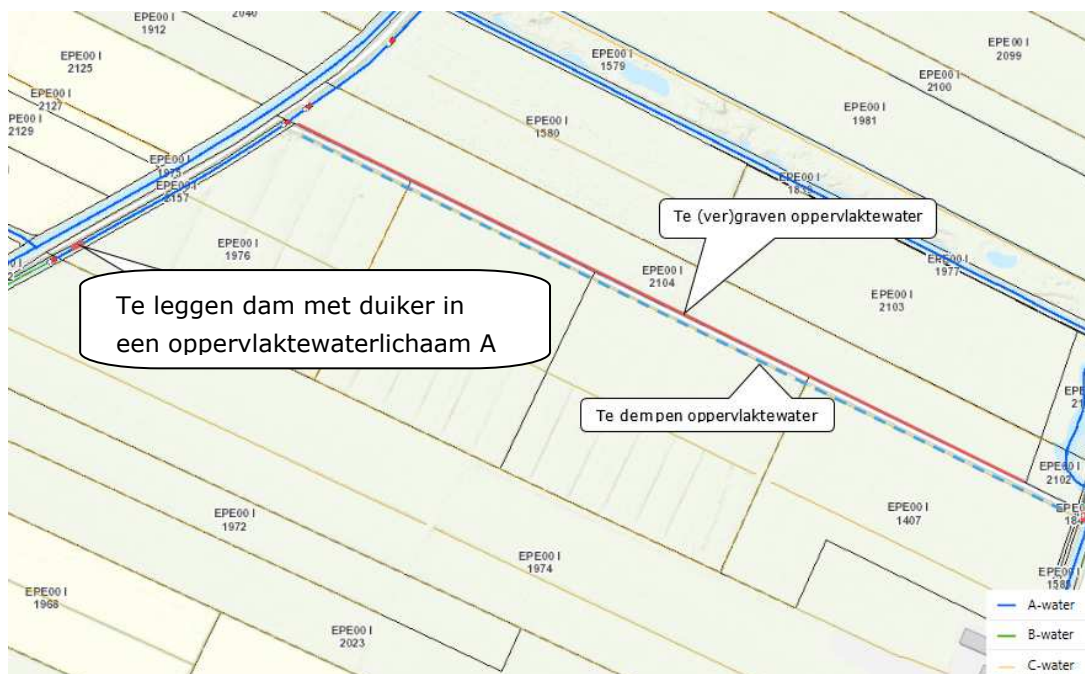 EPE00 I
1912
2040
EPE00 I
2125
EPE00 I
2127
EPE00 I
2129
EPE00 I
1579
EPE00 I
2099
EPE00 I
2100
EPE00 I
1981
EPE00 I
1580
EPE00 I
1975
EPE00 I
2157
EPE00 I
Te (ver)graven oppervlaktewater
EPE00 I
1976
EPE00 I
2104
EPE00 I
1977
EPE00 I
2103
Te leggen dam met duiker in
een oppervlaktewaterlichaam A
Te dempen oppervlaktewater
EPE00 I
2102
EPE00 I
1407
EPE00 I
1972
EPE00 I
1974
EPE00 I
EPE00 I
1968
EPE00 I
2023
A-water
B-water
C-water